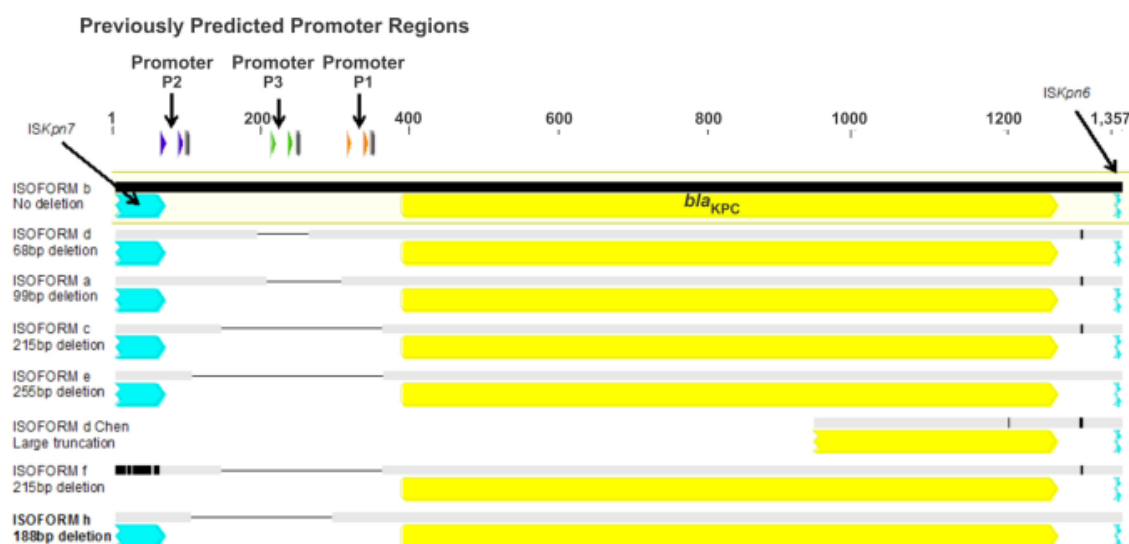 Previously Predicted Promoter Regions
Promoter P2
Promoter P3
Promoter P1
ISKpn7
ISKpn6
1 200 400 600 800 1000 1200 1,357
ISOFORM b
No deletion
bla KPC
ISOFORM d
68bp deletion
ISOFORM a
99bp deletion
ISOFORM c
215bp deletion
ISOFORM e
255bp deletion
ISOFORM d Chen
Large truncation
ISOFORM f
215bp deletion
ISOFORM h
188bp deletion